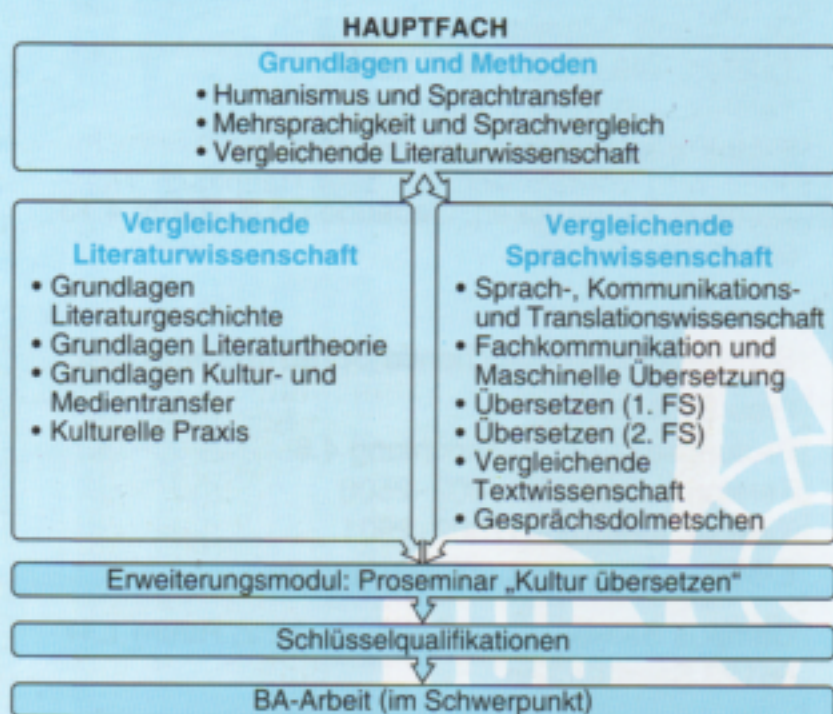 HAUPTFACH
Grundlagen und Methoden
• Humanismus und Sprachtransfer
• Mehrsprachigkeit und Sprachvergleich
• Vergleichende Literaturwissenschaft
Vergleichende
Literaturwissenschaft
• Grundlagen
Literaturgeschichte
• Grundlagen Literaturtheorie
• Grundlagen Kultur- und
Medientransfer
• Kulturelle Praxis
Vergleichende
Sprachwissenschaft
• Sprach-, Kommunikations-
und Translationswissenschaft
• Fachkommunikation und
Maschinelle Übersetzung
• Übersetzen (1. FS)
• Übersetzen (2. FS)
• Vergleichende
Textwissenschaft
• Gesprächsdolmetschen
Erweiterungsmodul: Proseminar „Kultur übersetzen“
Schlüsselqualifikationen
BA-Arbeit (im Schwerpunkt)